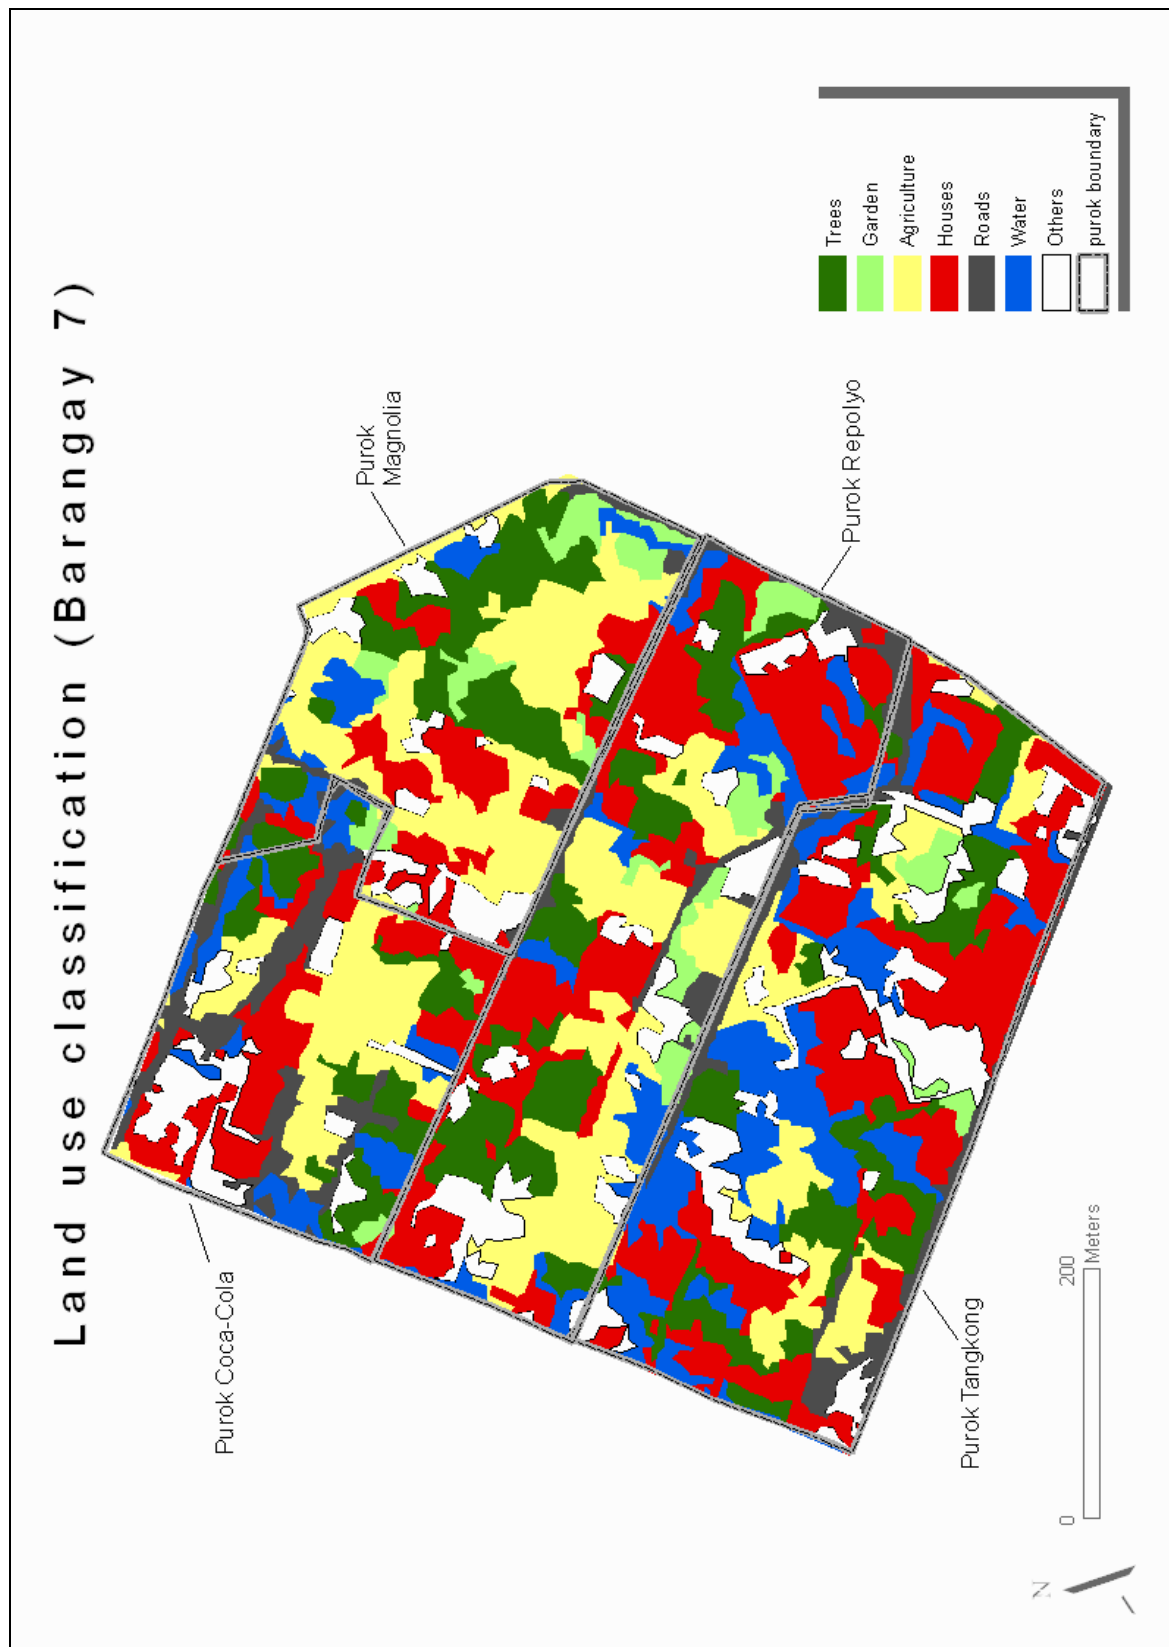 Land use classification (Barangay 7)
Purok Coca-Cola
Purok
Magnolia
Purok Repolyo
Purok Tangkong
Trees
Garden
Agriculture
Houses
Roads
Water
Others
purok boundary
N
0
200
Meters